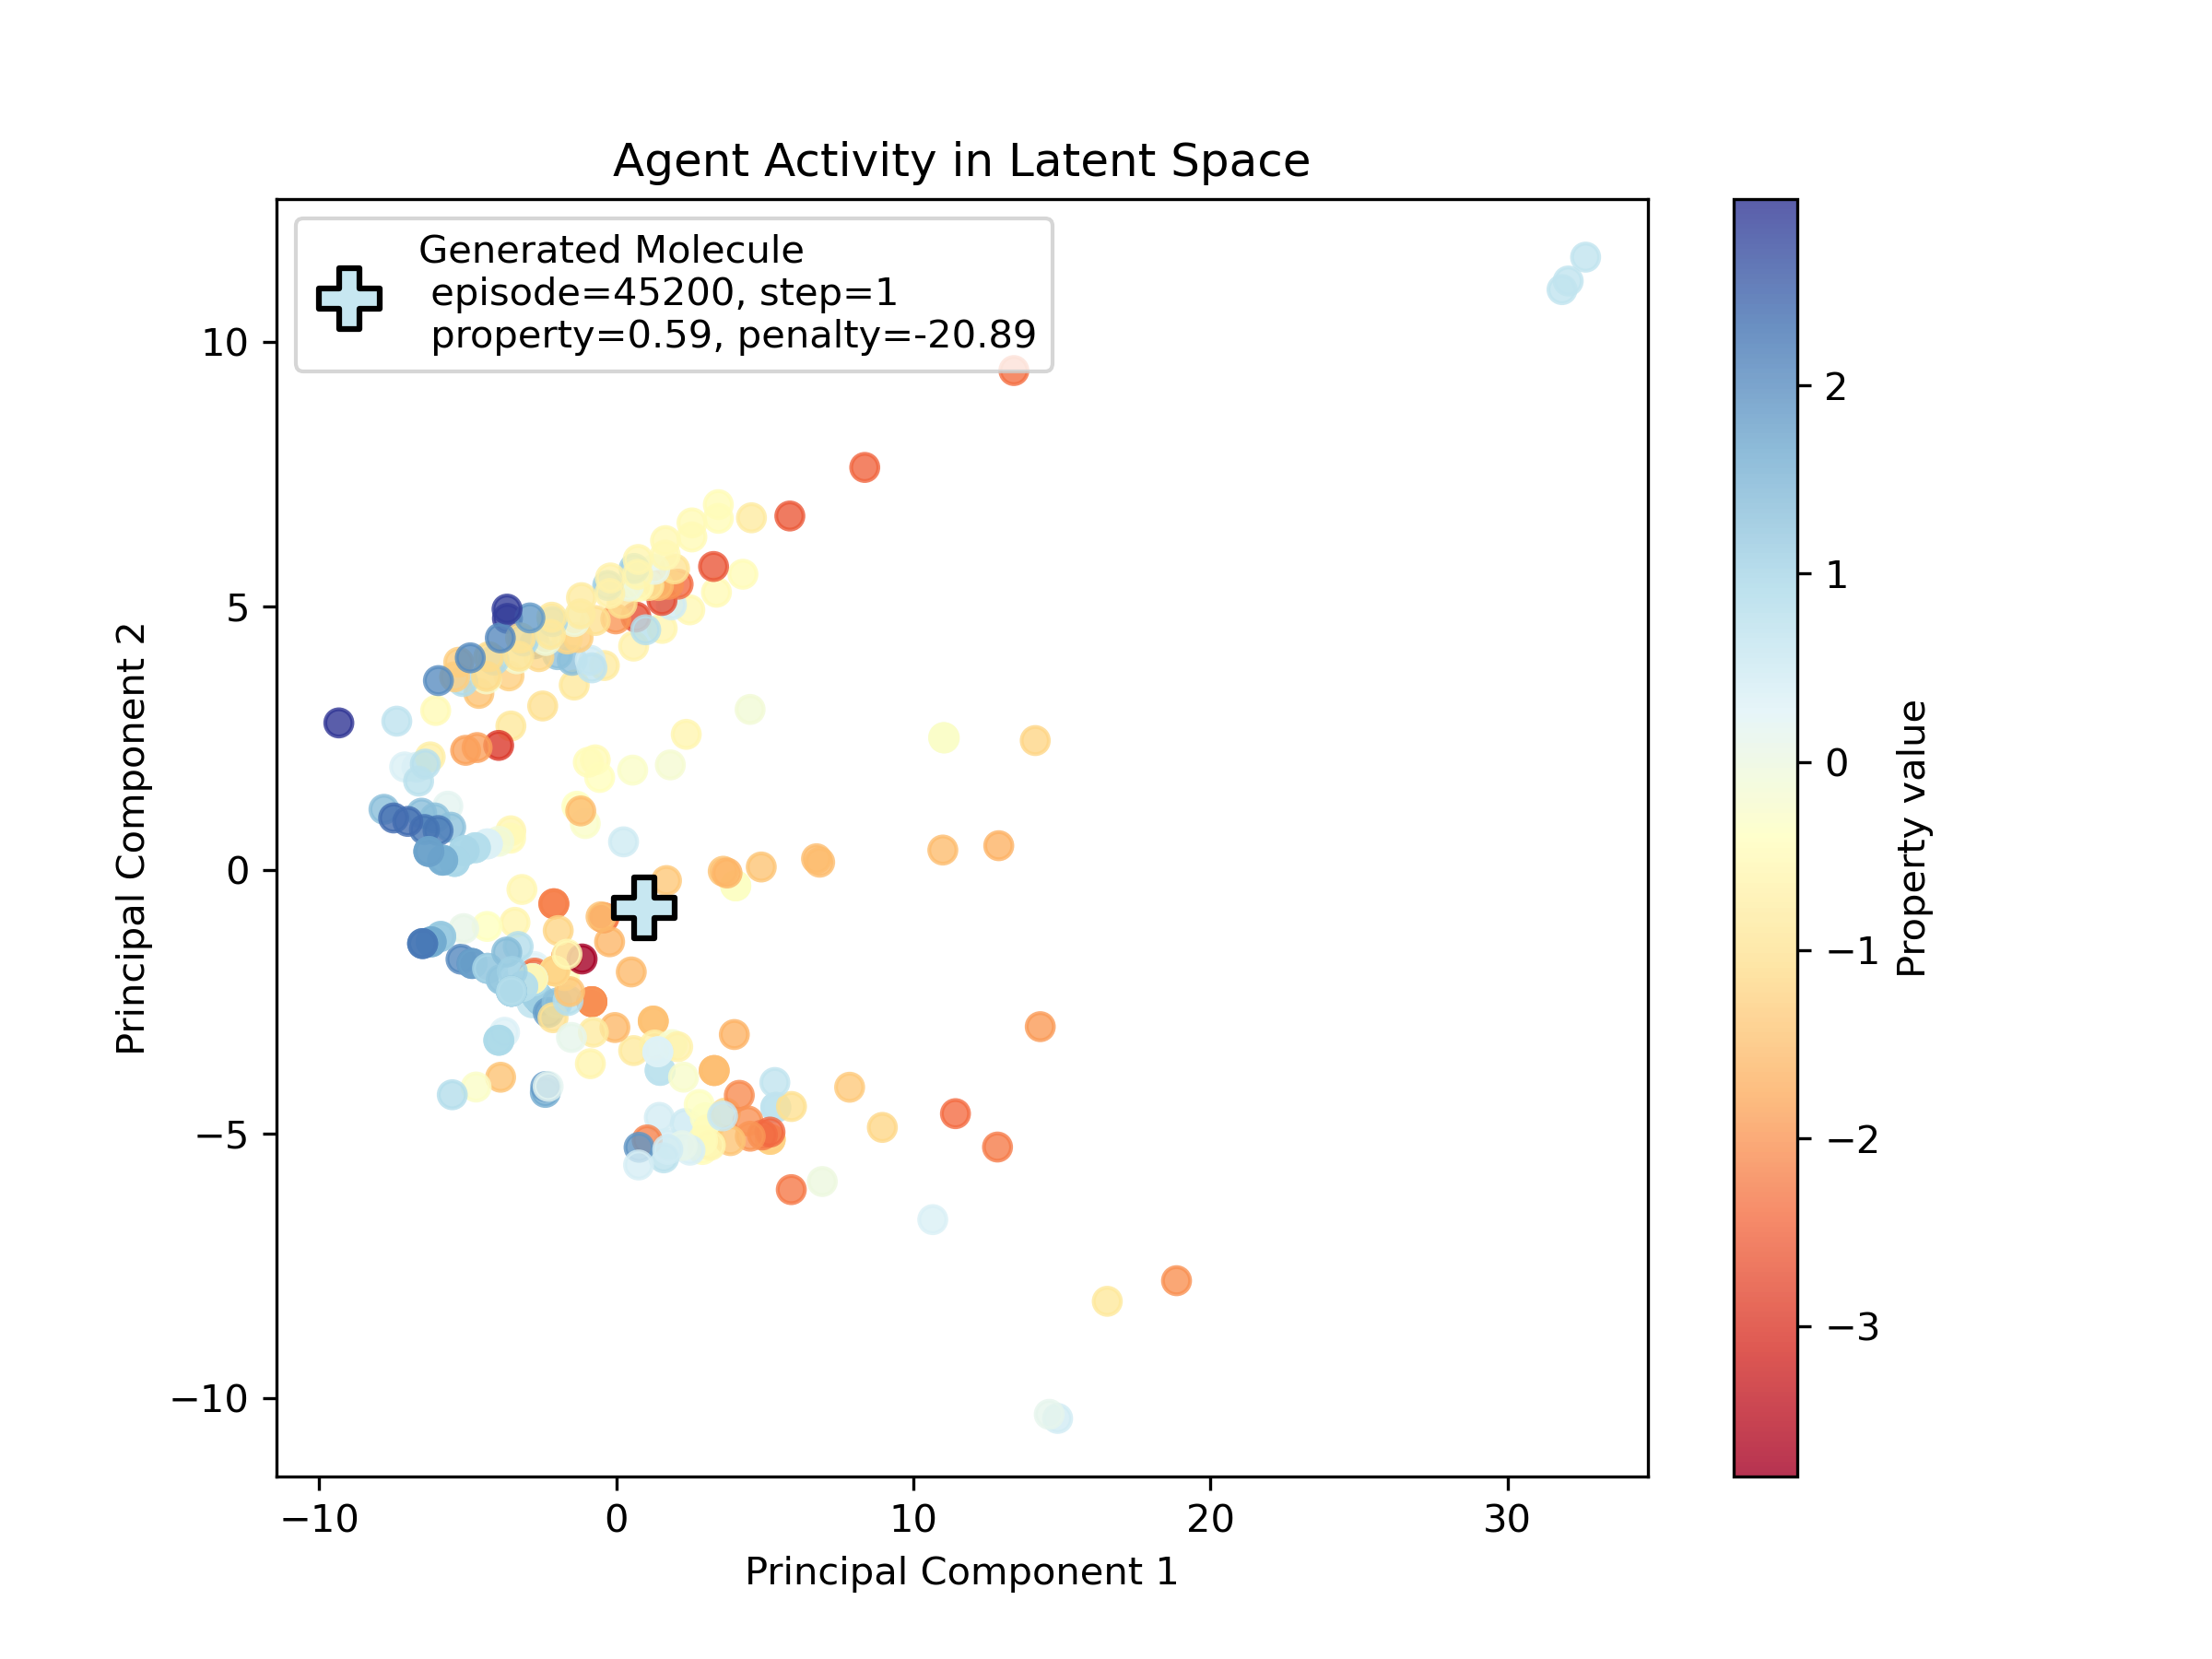 Agent Activity in Latent Space
Generated Molecule
episode=45200, step=1
property=0.59, penalty=-20.89
10
5
0
−5
−10
Principal Component 2
−10
0
10
20
30
Principal Component 1
2
1
0
−1
−2
−3
Property value